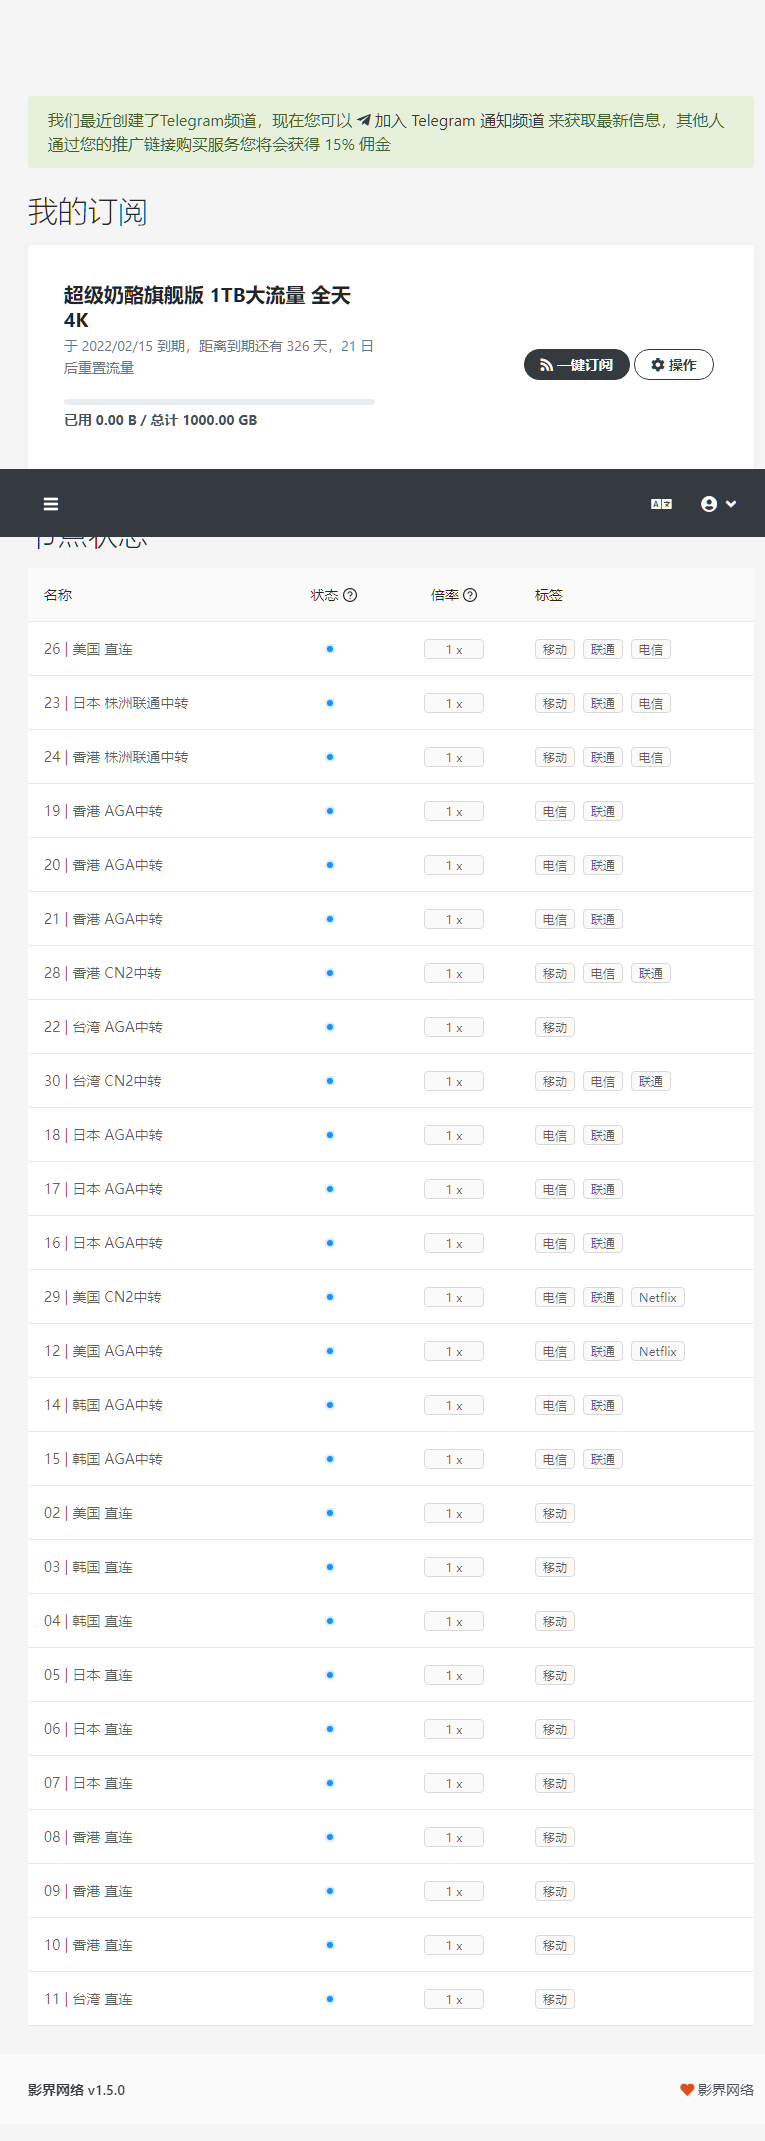 我们最近创建了Telegram频道，现在您可以 加入 Telegram 通知频道 来获取最新信息，其他人
通过您的推广链接购买服务您将会获得 15% 佣金
我的订阅
超级奶酪旗舰版 1TB大流量 全天
4K
于 2022/02/15 到期，距离到期还有 326 天，21 日
后重置流量
一键订阅 操作
已用 0.00 B / 总计 1000.00 GB
节点状态
名称 状态 倍率 标签
26 | 美国 直连 1 x 移动 联通 电信
23 | 日本 株洲联通中转 1 x 移动 联通 电信
24 | 香港 株洲联通中转 1 x 移动 联通 电信
19 | 香港 AGA中转 1 x 电信 联通
20 | 香港 AGA中转 1 x 电信 联通
21 | 香港 AGA中转 1 x 电信 联通
28 | 香港 CN2中转 1 x 移动 电信 联通
22 | 台湾 AGA中转 1 x 移动
30 | 台湾 CN2中转 1 x 移动 电信 联通
18 | 日本 AGA中转 1 x 电信 联通
17 | 日本 AGA中转 1 x 电信 联通
16 | 日本 AGA中转 1 x 电信 联通
29 | 美国 CN2中转 1 x 电信 联通 Netflix
12 | 美国 AGA中转 1 x 电信 联通 Netflix
14 | 韩国 AGA中转 1 x 电信 联通
15 | 韩国 AGA中转 1 x 电信 联通
02 | 美国 直连 1 x 移动
03 | 韩国 直连 1 x 移动
04 | 韩国 直连 1 x 移动
05 | 日本 直连 1 x 移动
06 | 日本 直连 1 x 移动
07 | 日本 直连 1 x 移动
08 | 香港 直连 1 x 移动
09 | 香港 直连 1 x 移动
10 | 香港 直连 1 x 移动
11 | 台湾 直连 1 x 移动
影界网络 v1.5.0 影界网络